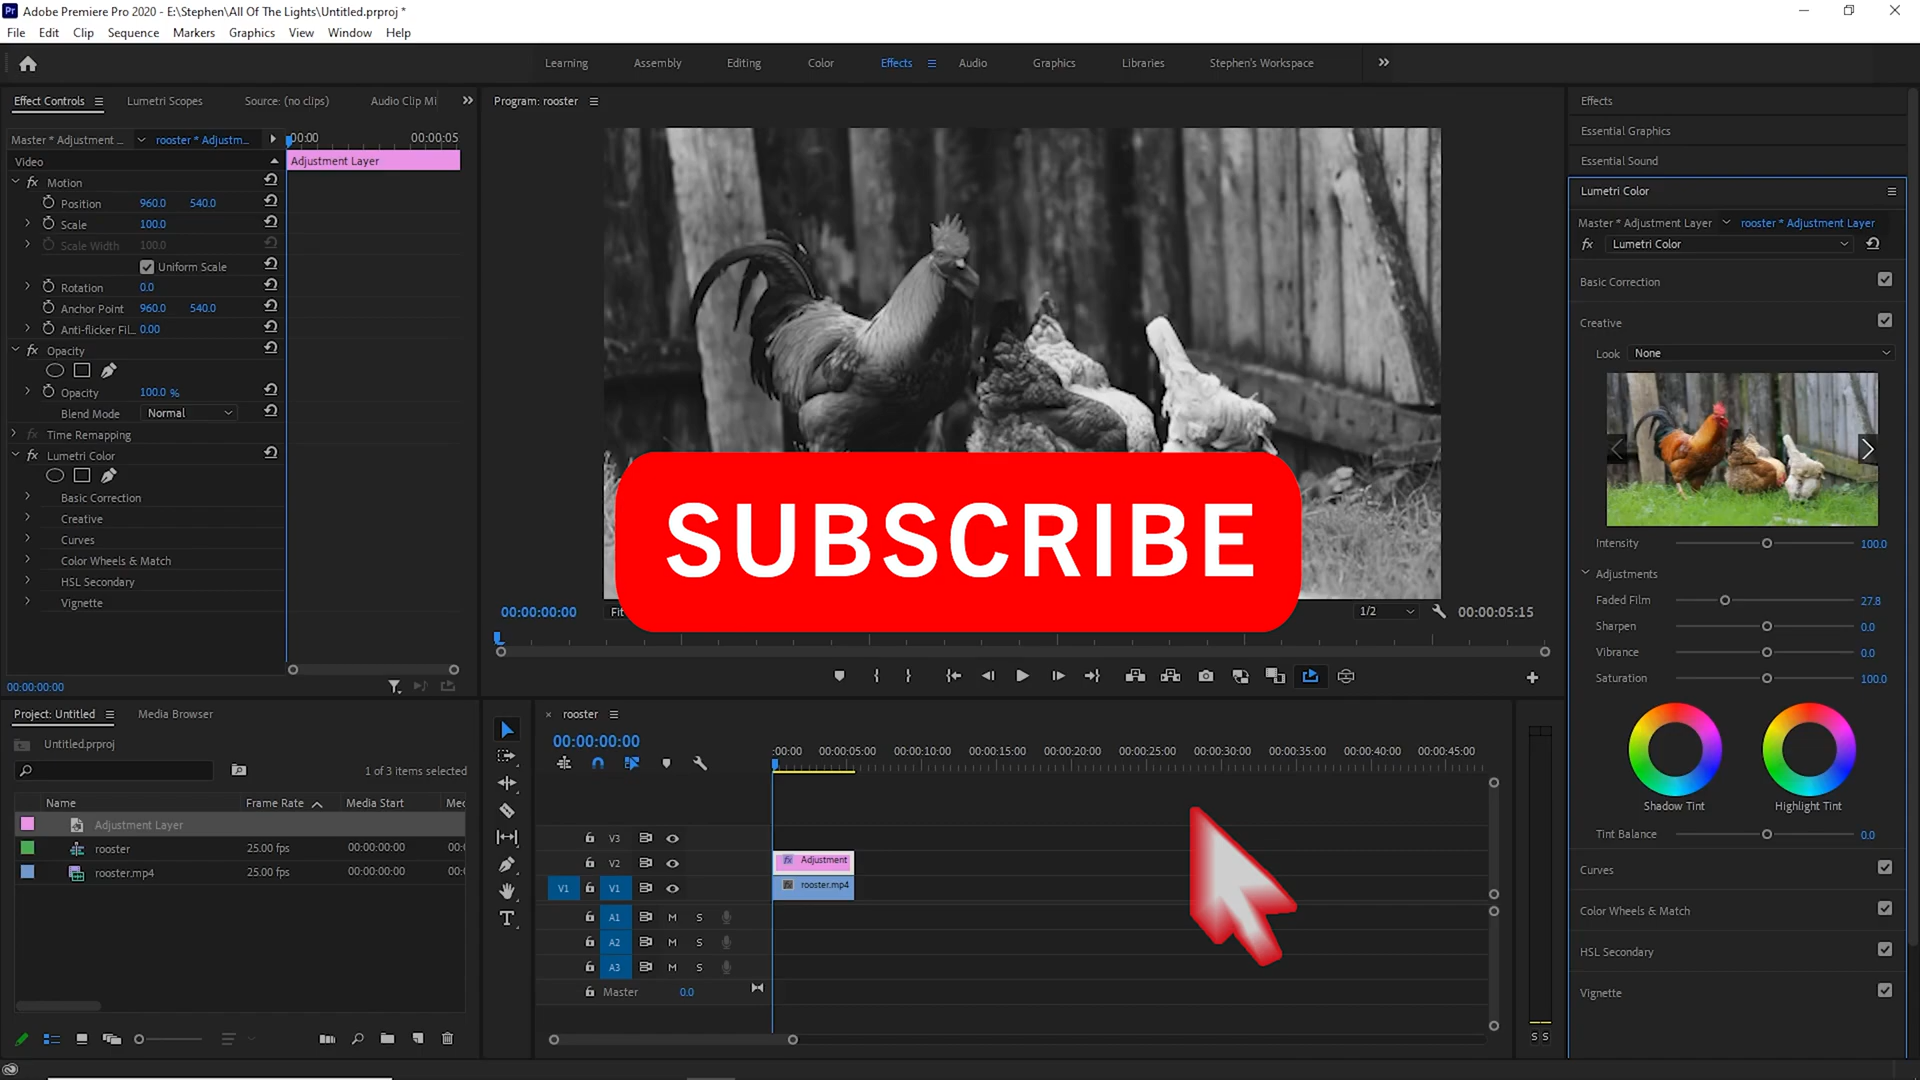 Adobe Premiere Pro 2020 - E:\Stephen\All Of The Lights\Untitled.prproj *
File Edit Clip Sequence Markers Graphics View Window Help
Learning Assembly Editing Color Effects Audio Graphics Libraries Stephen's Workspace
Effect Controls Lumetri Scopes Source: (no clips) Audio Clip Mi
Master * Adjustment ... rooster * Adjustm...
:00:00 00:00:05
Video
Adjustment Layer
fx Motion
Position 960.0 540.0
Scale 100.0
Scale Width 100.0
Uniform Scale
Rotation 0.0
Anchor Point 960.0 540.0
Anti-flicker Fil... 0.00
fx Opacity
Opacity 100.0 %
Blend Mode Normal
fx Time Remapping
fx Lumetri Color
Basic Correction
Creative
Curves
Color Wheels & Match
HSL Secondary
Vignette
00:00:00:00
Program: rooster
SUBSCRIBE
00:00:00:00 Fit 1/2 00:00:05:15
Effects
Essential Graphics
Essential Sound
Lumetri Color
Master * Adjustment Layer rooster * Adjustment Layer
fx Lumetri Color
Basic Correction
Creative
Look None
Intensity 100.0
Adjustments
Faded Film 27.8
Sharpen 0.0
Vibrance 0.0
Saturation 100.0
Shadow Tint Highlight Tint
Tint Balance 0.0
Curves
Color Wheels & Match
HSL Secondary
Vignette
Project: Untitled Media Browser
Untitled.prproj
1 of 3 items selected
Name Frame Rate Media Start Mec
Adjustment Layer
rooster 25.00 fps 00:00:00:00 00:0
rooster.mp4 25.00 fps 00:00:00:00 00:0
rooster
00:00:00:00
:00:00 00:00:05:00 00:00:10:00 00:00:15:00 00:00:20:00 00:00:25:00 00:00:30:00 00:00:35:00 00:00:40:00 00:00:45:00
V3
V2 fx Adjustment
V1 V1 fx rooster.mp4
A1 M S
A2 M S
A3 M S
Master 0.0
S S